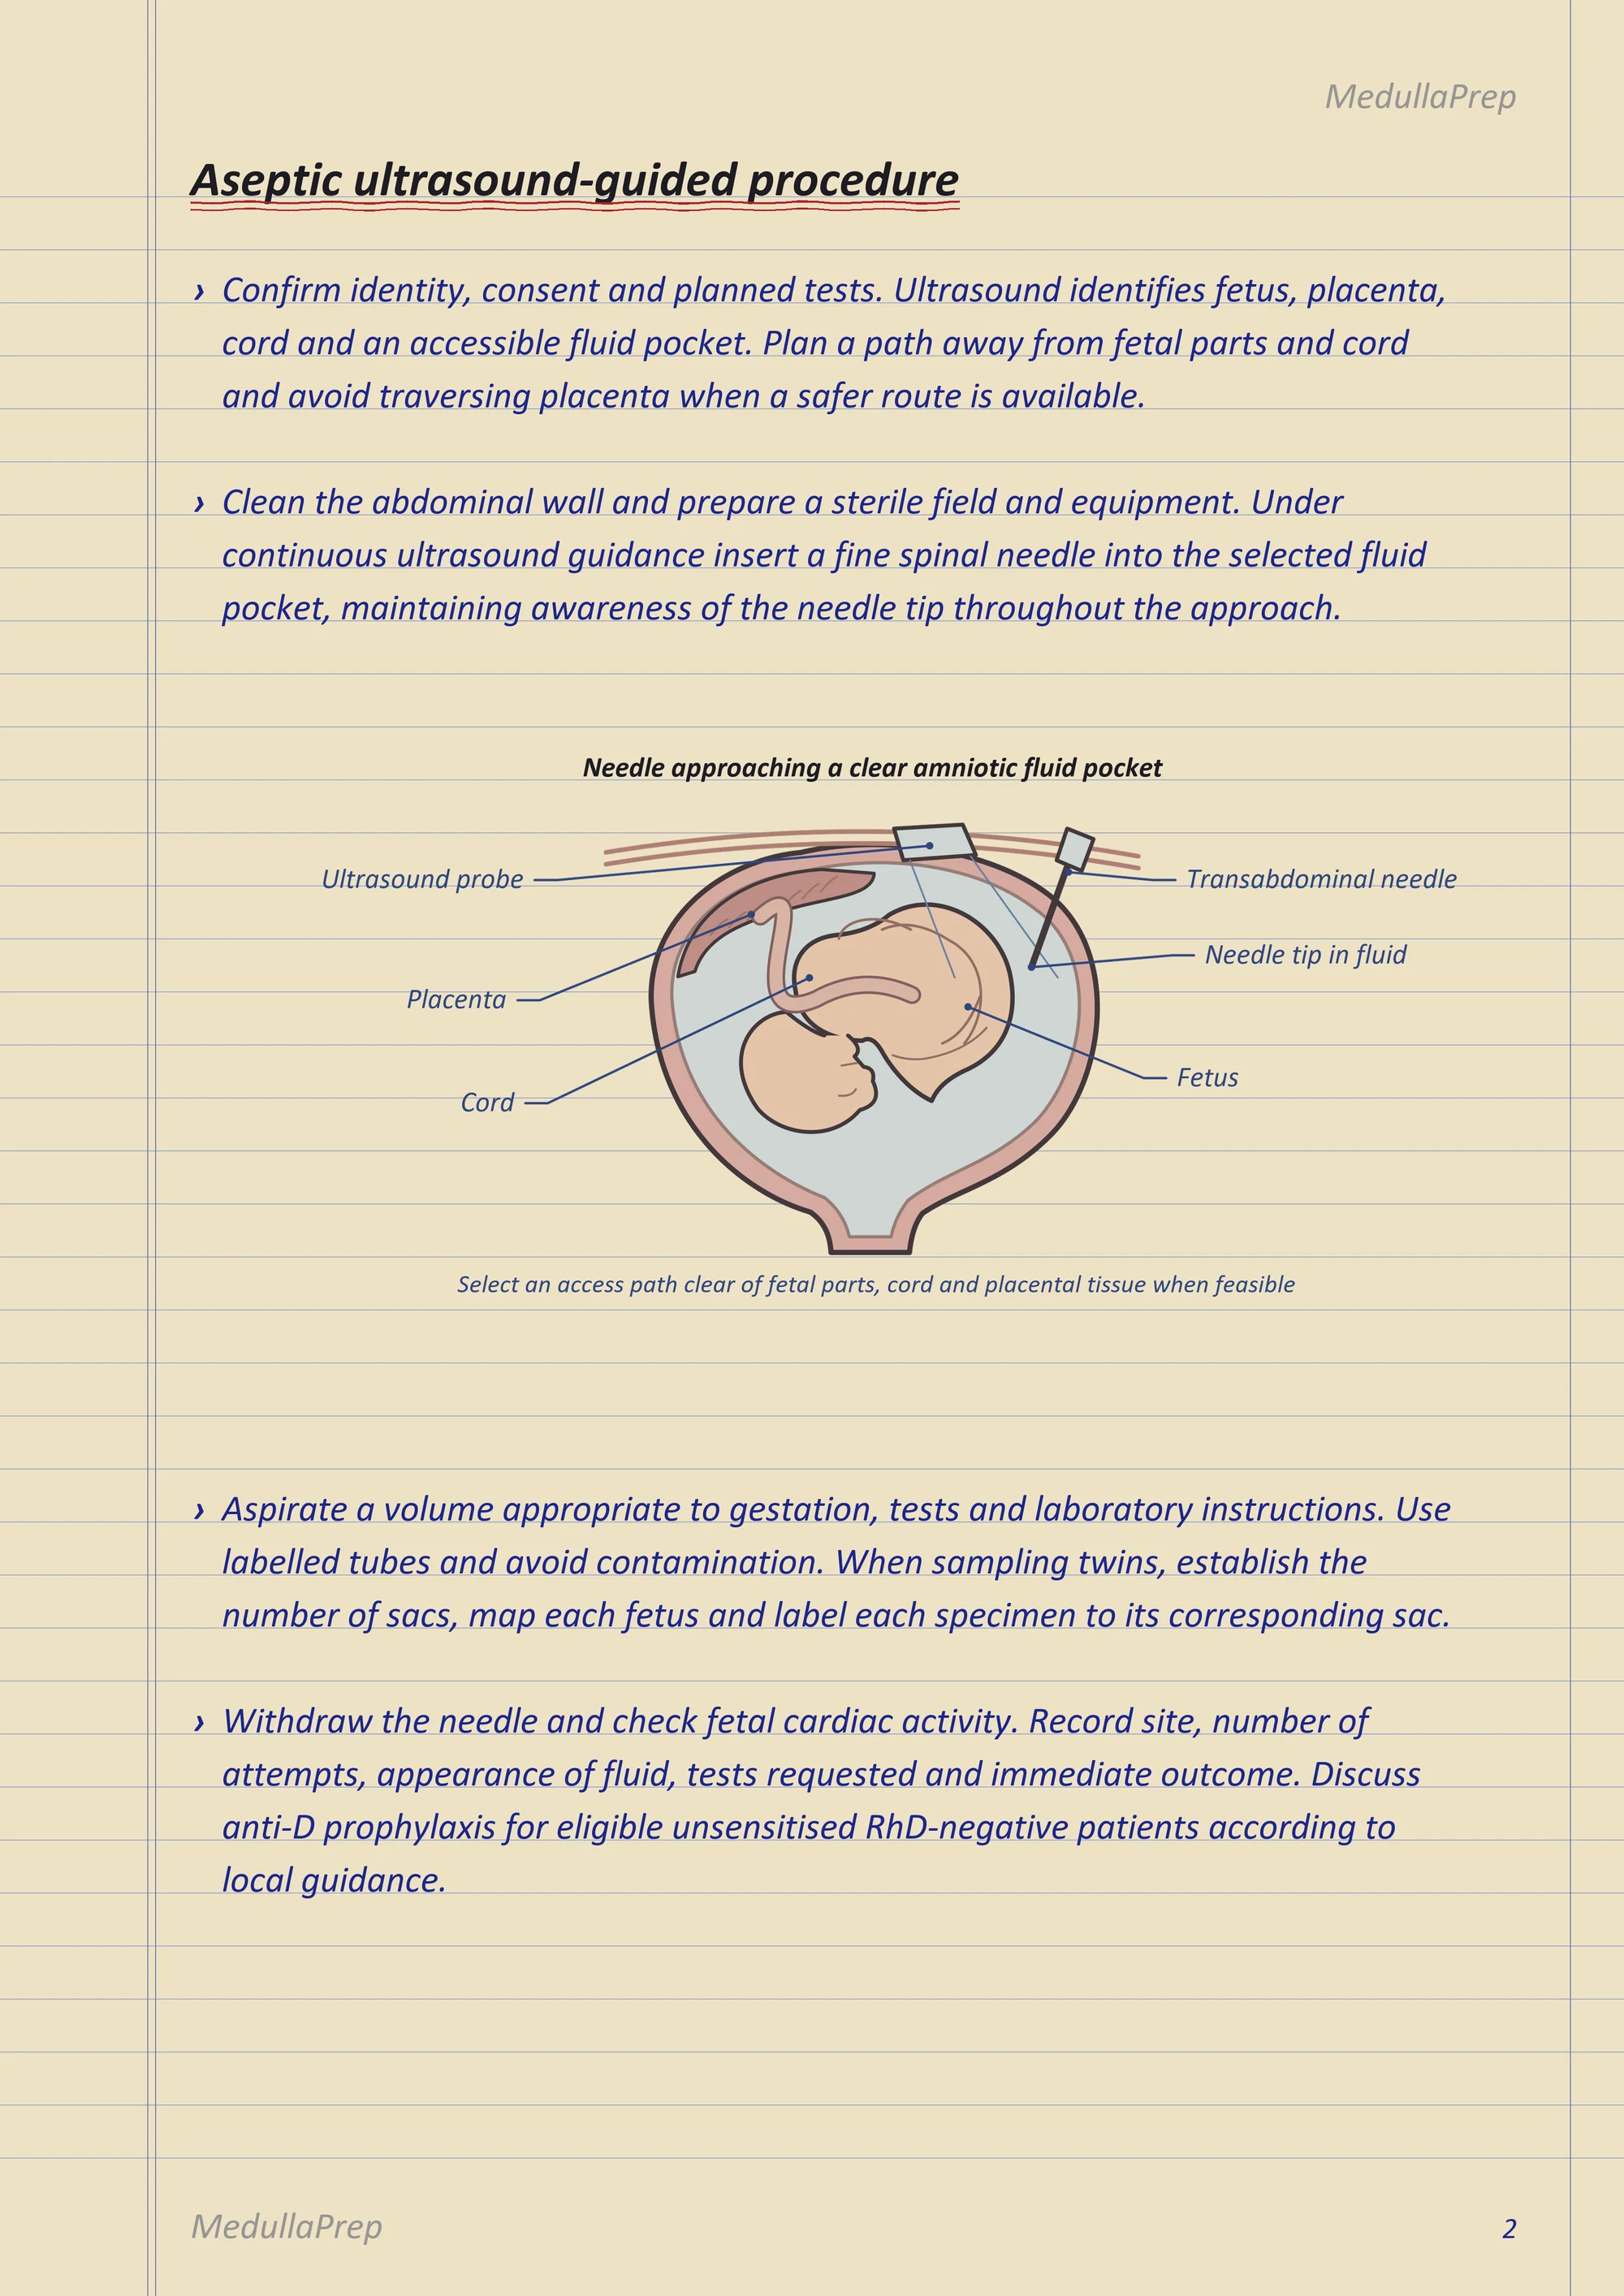 MedullaPrep
Aseptic ultrasound-guided procedure
› Confirm identity, consent and planned tests. Ultrasound identifies fetus, placenta,
cord and an accessible fluid pocket. Plan a path away from fetal parts and cord
and avoid traversing placenta when a safer route is available.
› Clean the abdominal wall and prepare a sterile field and equipment. Under
continuous ultrasound guidance insert a fine spinal needle into the selected fluid
pocket, maintaining awareness of the needle tip throughout the approach.
Needle approaching a clear amniotic fluid pocket
Ultrasound probe
Transabdominal needle
Needle tip in fluid
Placenta
Fetus
Cord
Select an access path clear of fetal parts, cord and placental tissue when feasible
› Aspirate a volume appropriate to gestation, tests and laboratory instructions. Use
labelled tubes and avoid contamination. When sampling twins, establish the
number of sacs, map each fetus and label each specimen to its corresponding sac.
› Withdraw the needle and check fetal cardiac activity. Record site, number of
attempts, appearance of fluid, tests requested and immediate outcome. Discuss
anti-D prophylaxis for eligible unsensitised RhD-negative patients according to
local guidance.
MedullaPrep
2